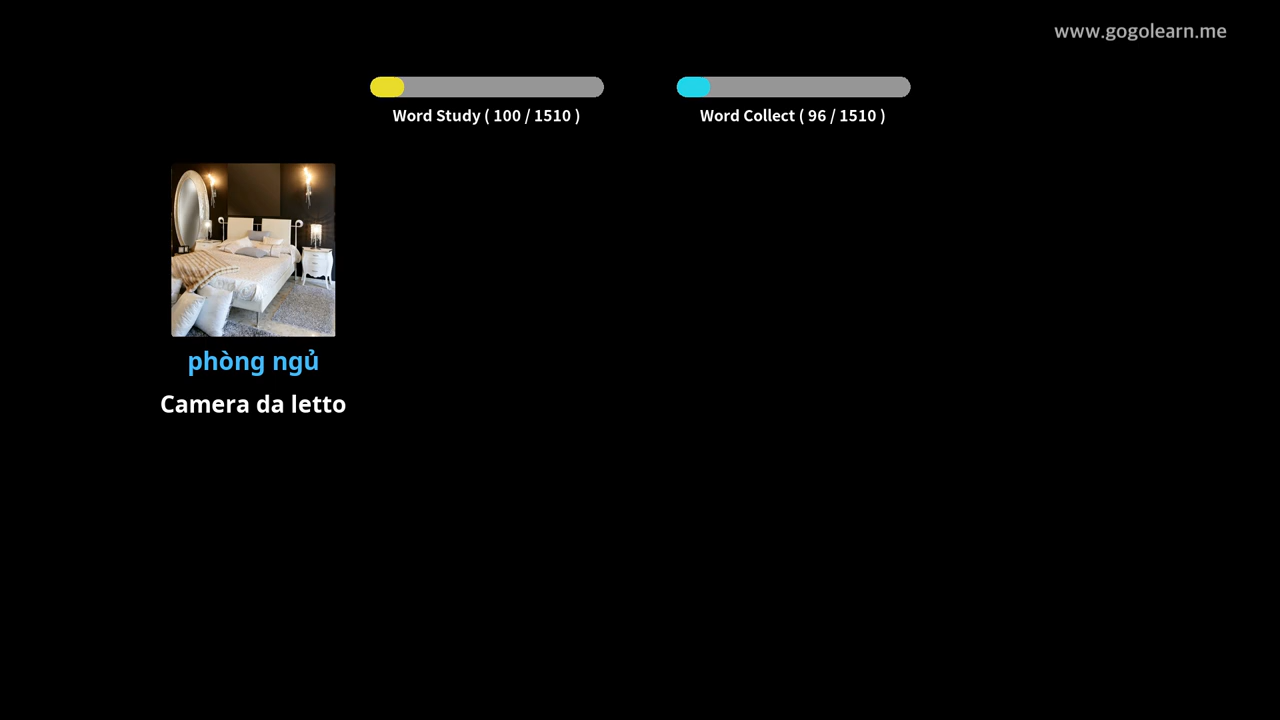 www.gogolearn.me
Word Study ( 100 / 1510 )
Word Collect ( 96 / 1510 )
phòng ngủ
Camera da letto